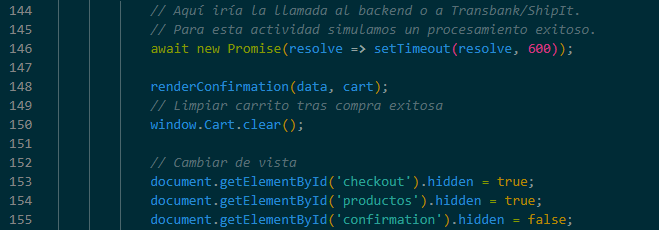 144 // Aquí iría la llamada al backend o a Transbank/ShipIt.
145 // Para esta actividad simulamos un procesamiento exitoso.
146 await new Promise(resolve => setTimeout(resolve, 600));
147
148 renderConfirmation(data, cart);
149 // Limpiar carrito tras compra exitosa
150 window.Cart.clear();
151
152 // Cambiar de vista
153 document.getElementById('checkout').hidden = true;
154 document.getElementById('productos').hidden = true;
155 document.getElementById('confirmation').hidden = false;